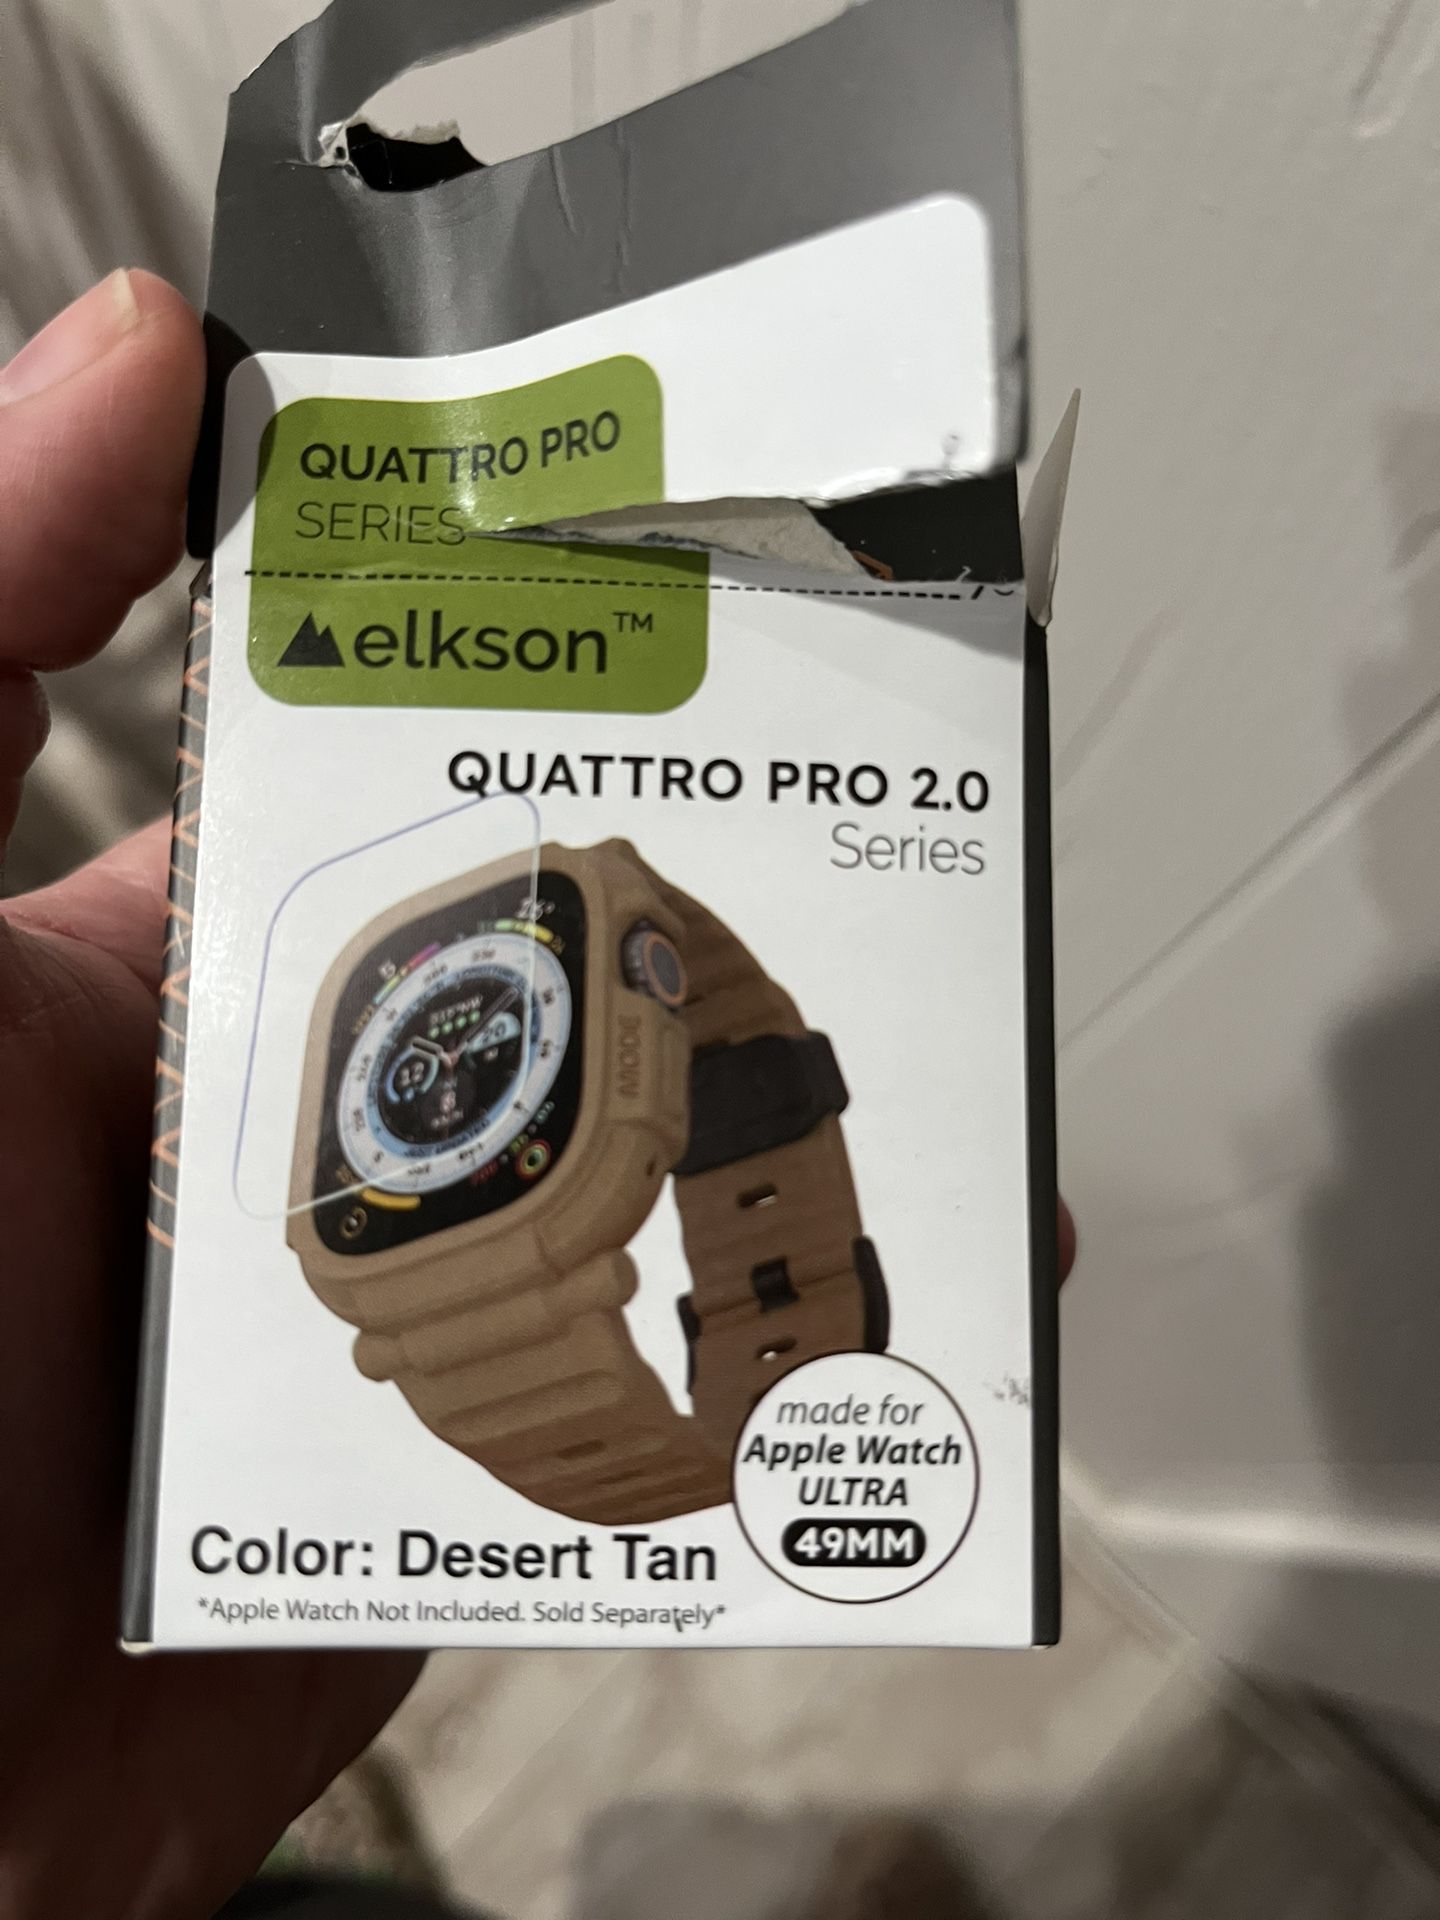 QUATTRO PRO
SERIES
elkson™
QUATTRO PRO 2.0
Series
MODE
made for
Apple Watch
ULTRA
49MM
Color: Desert Tan
*Apple Watch Not Included. Sold Separately*